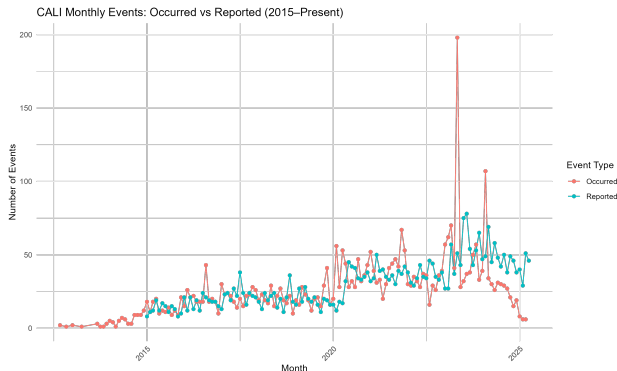 CALI Monthly Events: Occurred vs Reported (2015–Present)
Number of Events
200
150
100
50
0
2015
2020
2025
Month
Event Type
Occurred
Reported